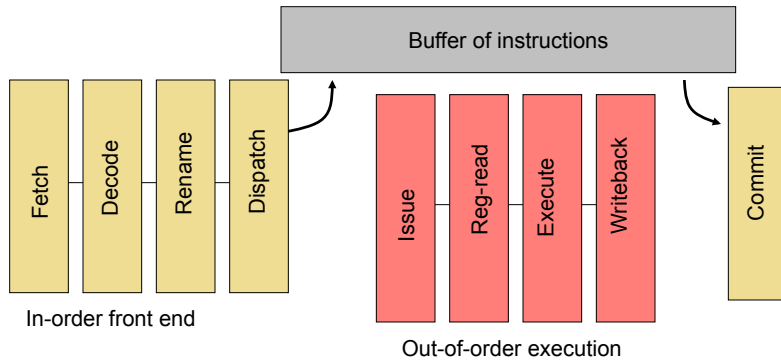 Buffer of instructions
Fetch
Decode
Rename
Dispatch
Issue
Reg-read
Execute
Writeback
Commit
In-order front end
Out-of-order execution